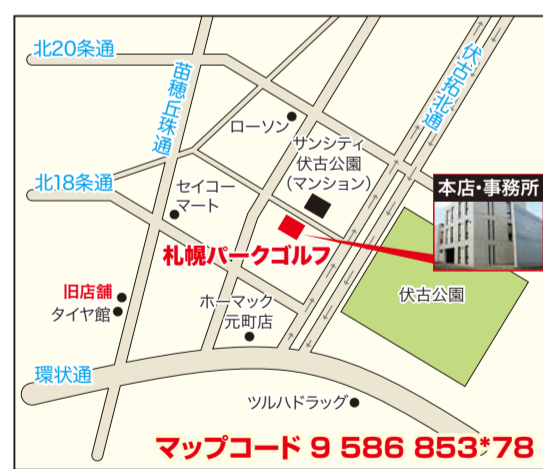 北20条通
苗穂丘珠通
伏古拓北通
ローソン
サンシティ
伏古公園
（マンション）
北18条通
セイコー
マート
本店・事務所
札幌パークゴルフ
旧店舗
タイヤ館
ホーマック
元町店
伏古公園
環状通
ツルハドラッグ
マップコード 9 586 853*78